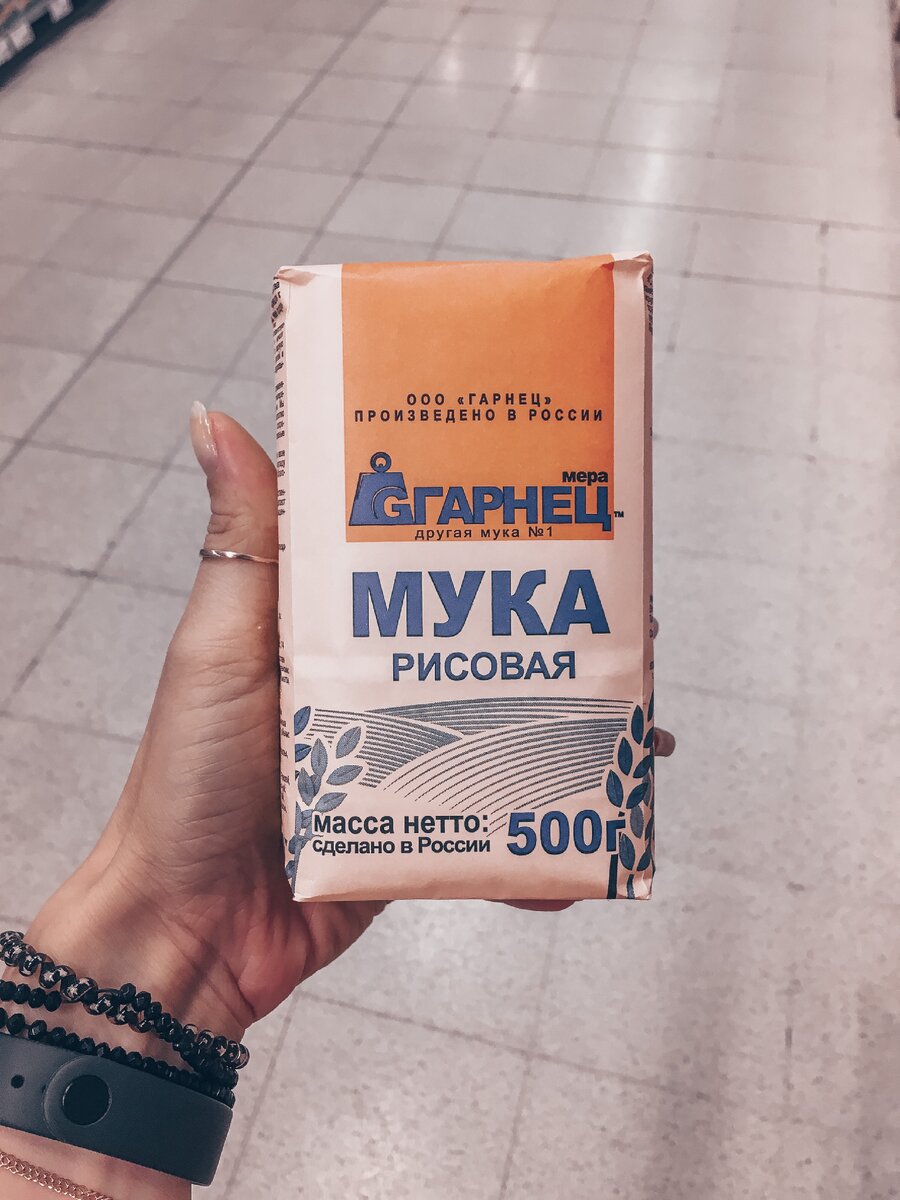 ООО «ГАРНЕЦ»
ПРОИЗВЕДЕНО В РОССИИ
мера
GГАРНЕЦ™
другая мука №1
МУКА
РИСОВАЯ
масса нетто: 500г
сделано в России